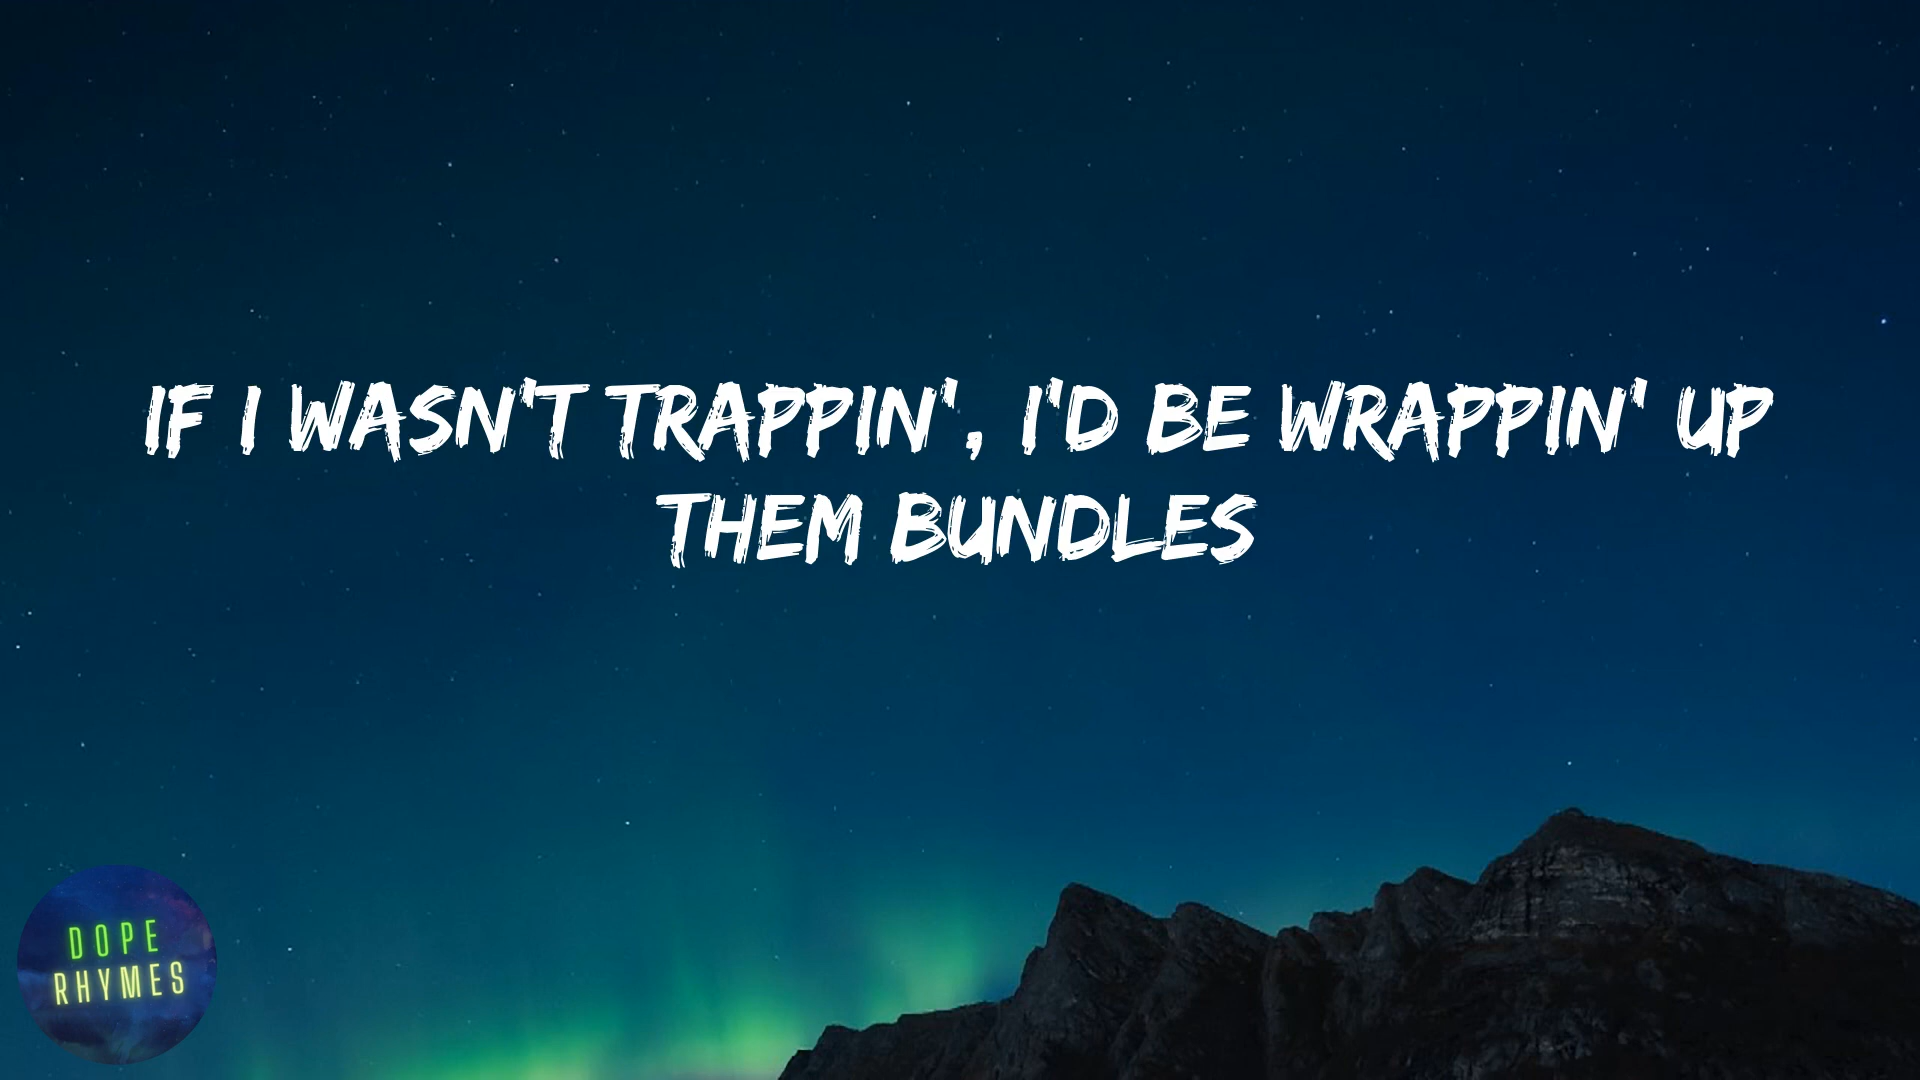 IF I WASN'T TRAPPIN', I'D BE WRAPPIN' UP
THEM BUNDLES
DOPE
RHYMES